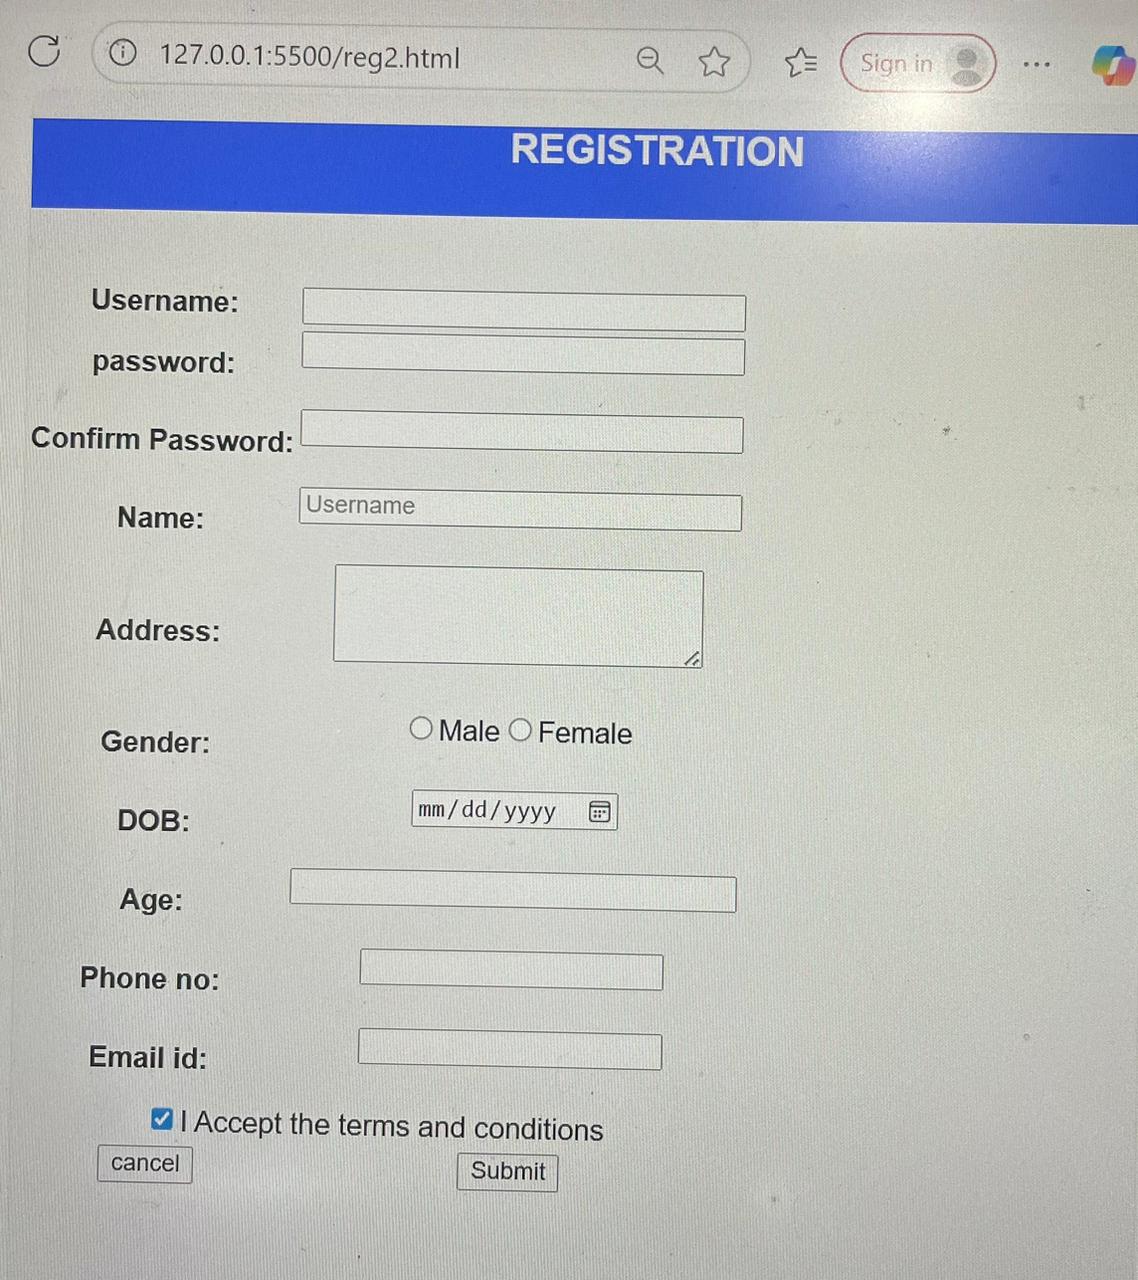 127.0.0.1:5500/reg2.html Sign in
REGISTRATION
Username:
password:
Confirm Password:
Name: Username
Address:
Gender: Male Female
DOB: mm/dd/yyyy
Age:
Phone no:
Email id:
I Accept the terms and conditions
cancel Submit